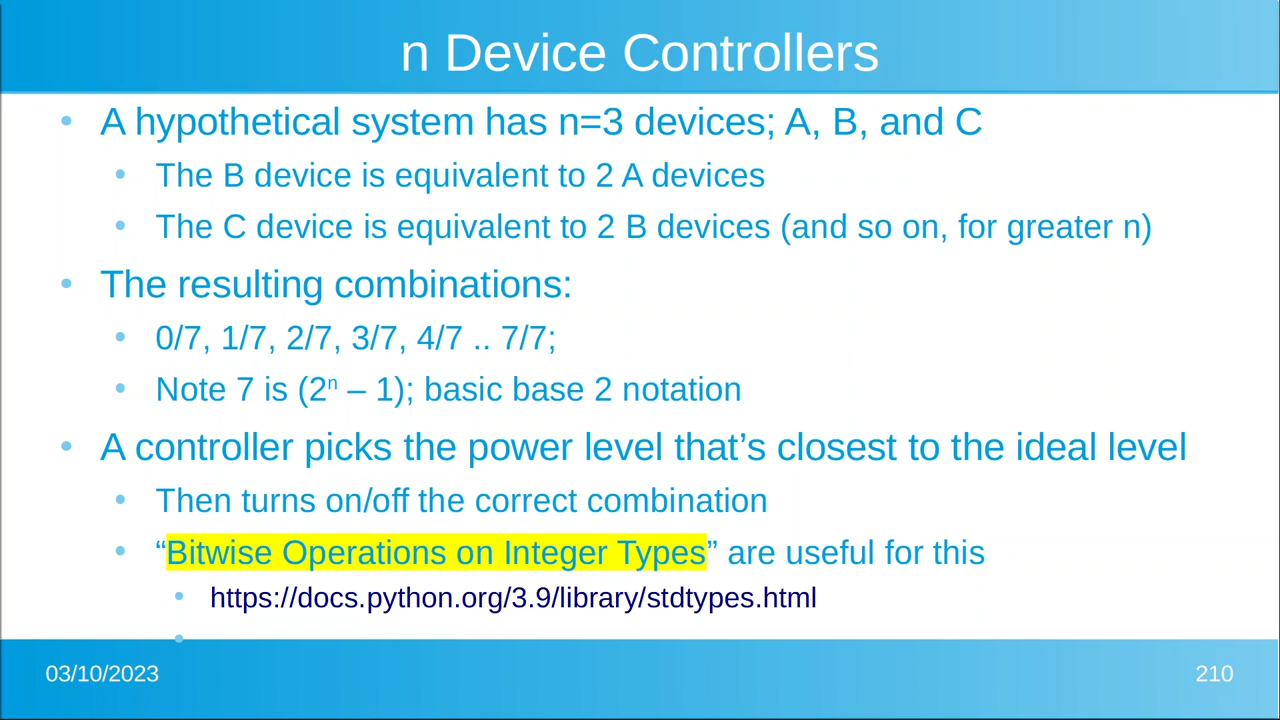 n Device Controllers
• A hypothetical system has n=3 devices; A, B, and C
• The B device is equivalent to 2 A devices
• The C device is equivalent to 2 B devices (and so on, for greater n)
• The resulting combinations:
• 0/7, 1/7, 2/7, 3/7, 4/7 .. 7/7;
• Note 7 is (2ⁿ – 1); basic base 2 notation
• A controller picks the power level that’s closest to the ideal level
• Then turns on/off the correct combination
• “Bitwise Operations on Integer Types” are useful for this
• https://docs.python.org/3.9/library/stdtypes.html
•
03/10/2023
210